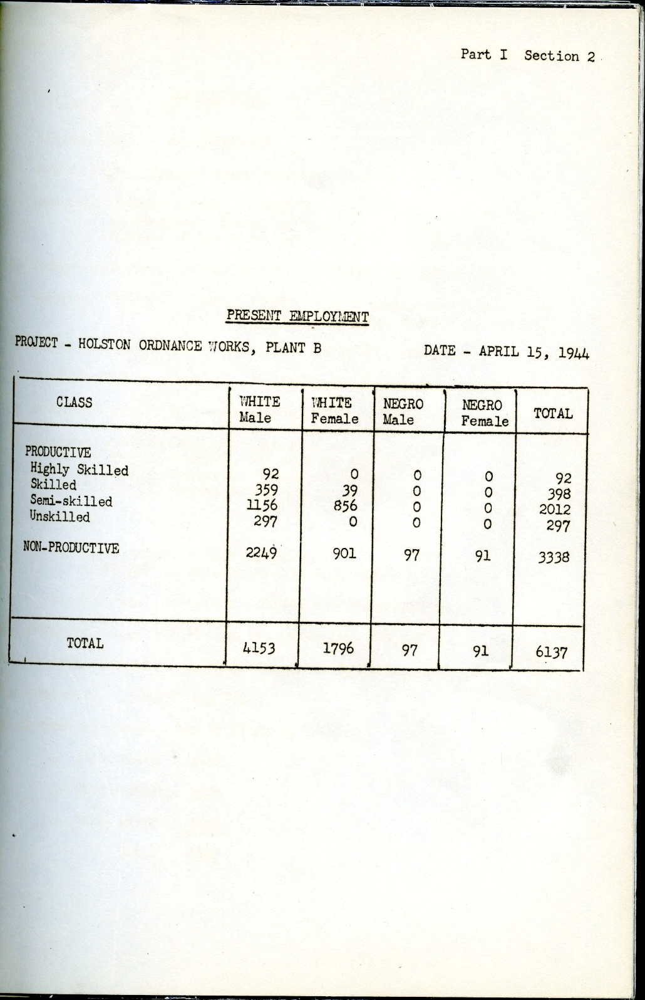 Part I Section 2
PRESENT EMPLOYMENT
PROJECT - HOLSTON ORDNANCE WORKS, PLANT B DATE - APRIL 15, 1944
CLASS WHITE Male WHITE Female NEGRO Male NEGRO Female TOTAL
PRODUCTIVE
Highly Skilled 92 0 0 0 92
Skilled 359 39 0 0 398
Semi-skilled 1156 856 0 0 2012
Unskilled 297 0 0 0 297
NON-PRODUCTIVE 2249 901 97 91 3338
TOTAL 4153 1796 97 91 6137